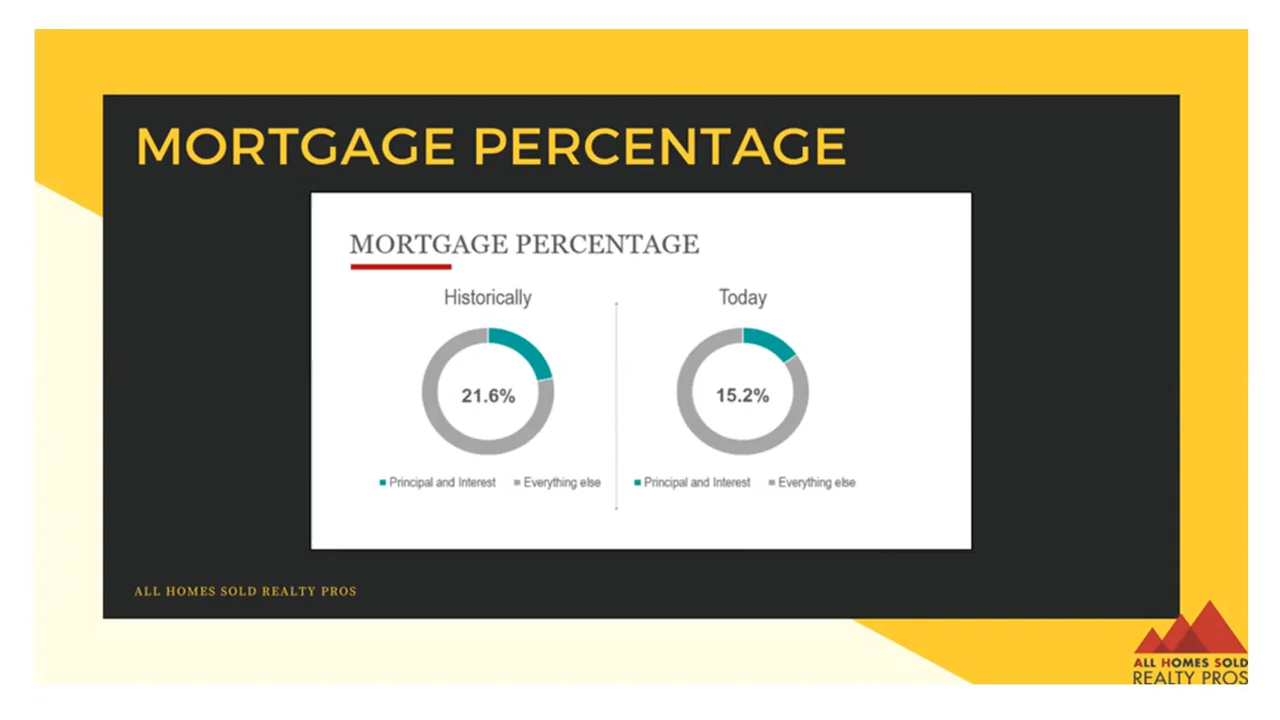 MORTGAGE PERCENTAGE
MORTGAGE PERCENTAGE
Historically
Today
21.6%
15.2%
Principal and Interest
Everything else
Principal and Interest
Everything else
ALL HOMES SOLD REALTY PROS
ALL HOMES SOLD
REALTY PROS